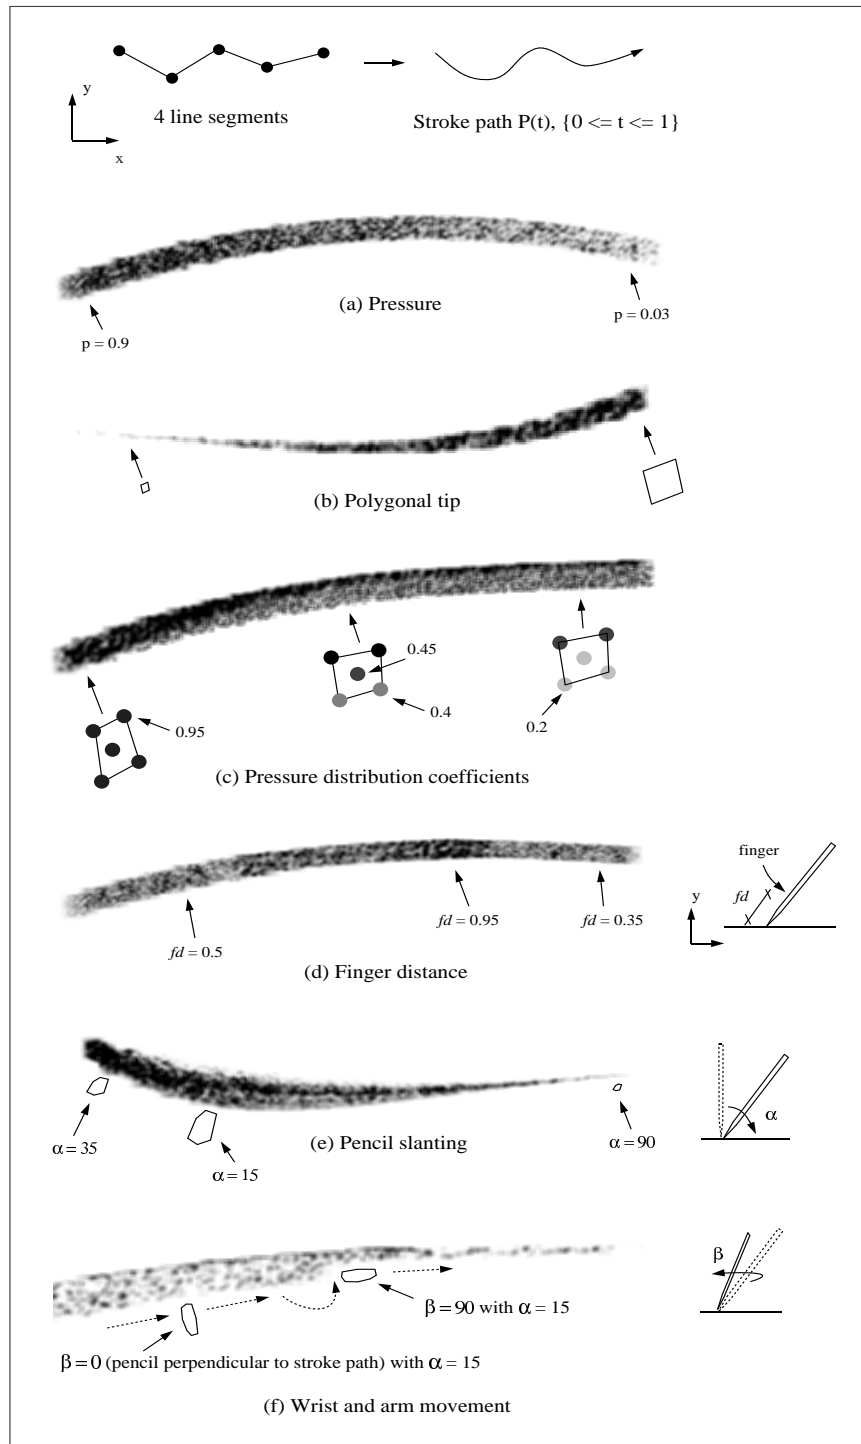 y
x
4 line segments
Stroke path P(t), {0 <= t <= 1}
(a) Pressure
p = 0.9
p = 0.03
(b) Polygonal tip
0.95
0.45
0.4
0.2
(c) Pressure distribution coefficients
fd = 0.5
fd = 0.95
fd = 0.35
finger
fd
y
(d) Finger distance
α = 35
α = 15
(e) Pencil slanting
α = 90
α
β = 90 with α = 15
β
β = 0 (pencil perpendicular to stroke path) with α = 15
(f) Wrist and arm movement